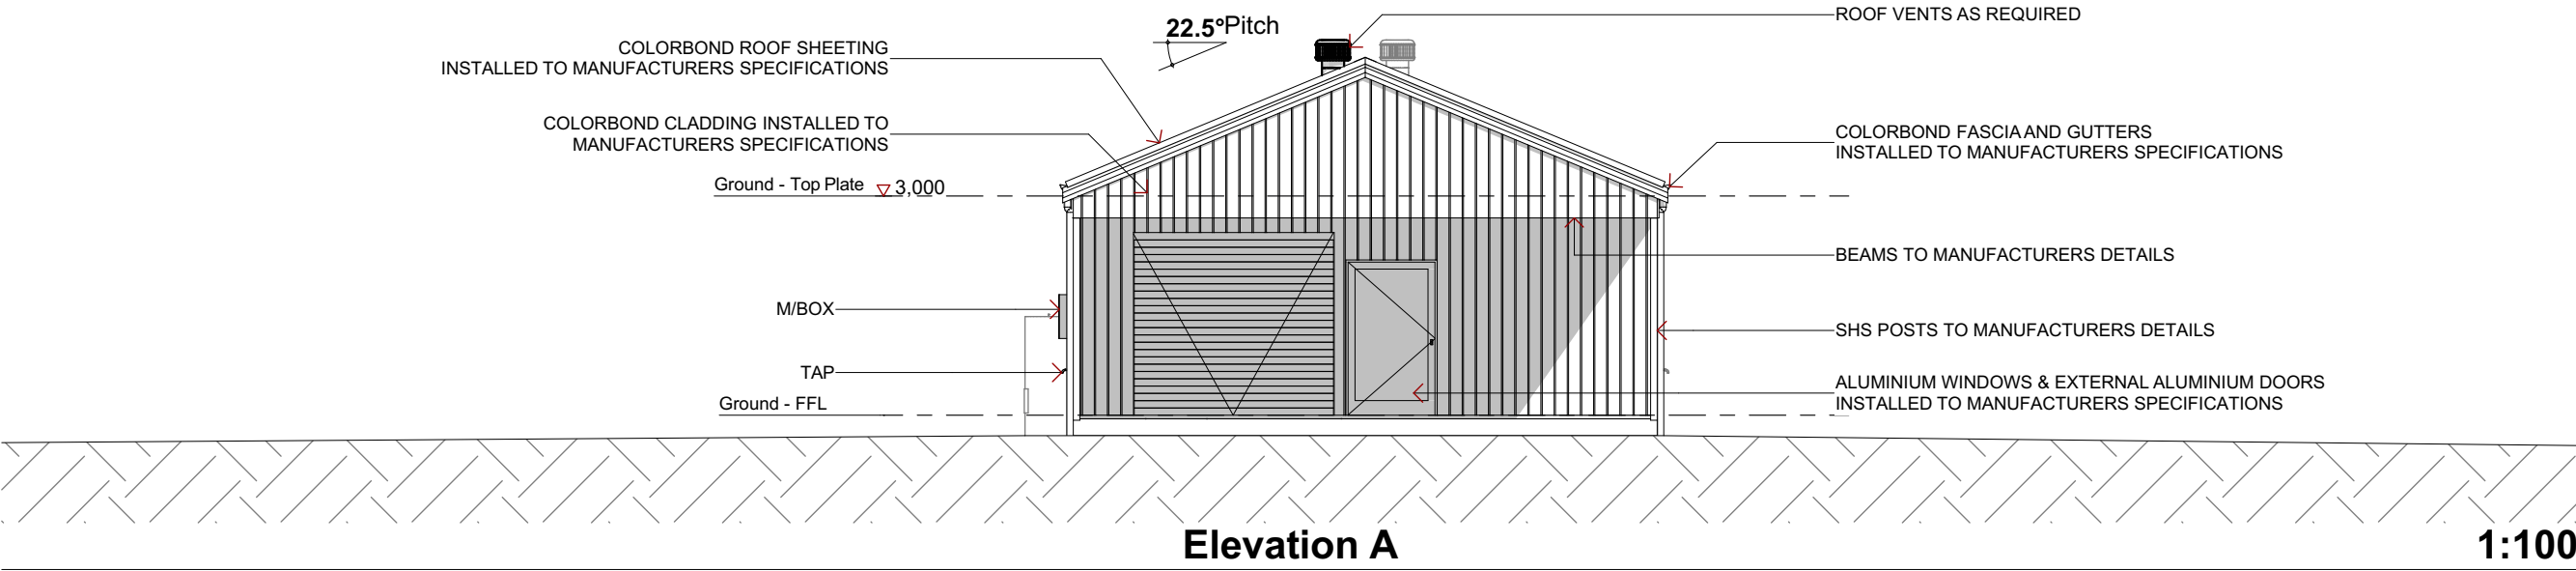 22.5°Pitch
ROOF VENTS AS REQUIRED
COLORBOND ROOF SHEETING
INSTALLED TO MANUFACTURERS SPECIFICATIONS
COLORBOND CLADDING INSTALLED TO
MANUFACTURERS SPECIFICATIONS
COLORBOND FASCIA AND GUTTERS
INSTALLED TO MANUFACTURERS SPECIFICATIONS
Ground - Top Plate 3,000
BEAMS TO MANUFACTURERS DETAILS
M/BOX
SHS POSTS TO MANUFACTURERS DETAILS
TAP
ALUMINIUM WINDOWS & EXTERNAL ALUMINIUM DOORS
INSTALLED TO MANUFACTURERS SPECIFICATIONS
Ground - FFL
Elevation A
1:100